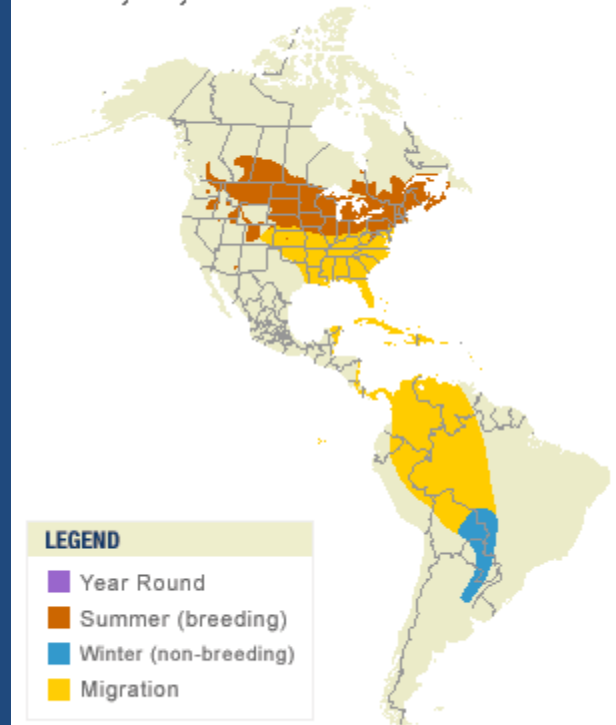 LEGEND
Year Round
Summer (breeding)
Winter (non-breeding)
Migration